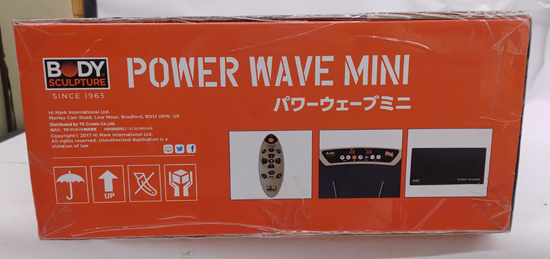 BODY
SCULPTURE
SINCE 1965
POWER WAVE MINI
パワーウェーブミニ
Hi Mark International Ltd.
Morley Carr Road, Low Moor, Bradford, BD12 0RW, UK
Distributed by TK Create Co.,Ltd.
Copyright© 2017 Hi Mark International Ltd.
All rights reserved. Unauthorized duplication is a
violation of law
UP